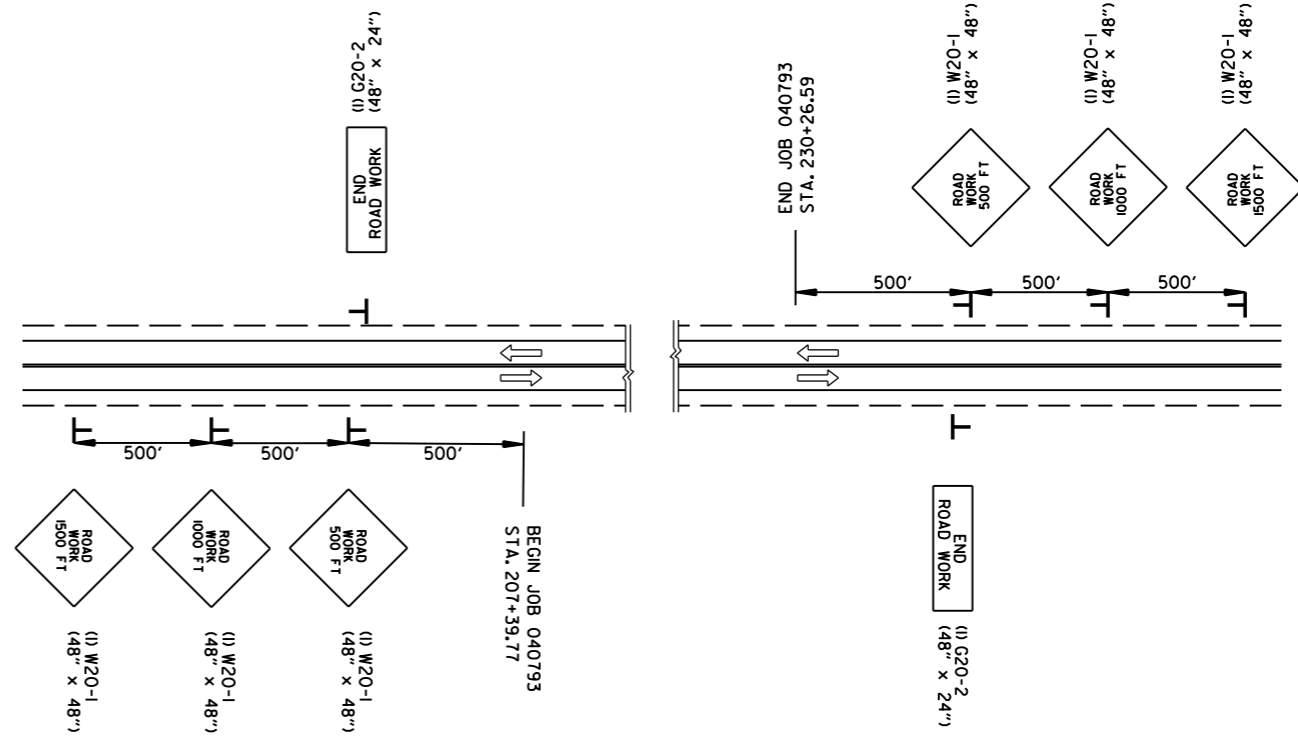 (1) G20-2
(48" x 24")
END
ROAD WORK
END JOB 040793
STA. 230+26.59
(1) W20-1
(48" x 48")
ROAD
WORK
500 FT
(1) W20-1
(48" x 48")
ROAD
WORK
1000 FT
(1) W20-1
(48" x 48")
ROAD
WORK
1500 FT
500'
500'
500'
500'
500'
500'
ROAD
WORK
1500 FT
(1) W20-1
(48" x 48")
ROAD
WORK
1000 FT
(1) W20-1
(48" x 48")
ROAD
WORK
500 FT
(1) W20-1
(48" x 48")
BEGIN JOB 040793
STA. 207+39.77
END
ROAD WORK
(1) G20-2
(48" x 24")